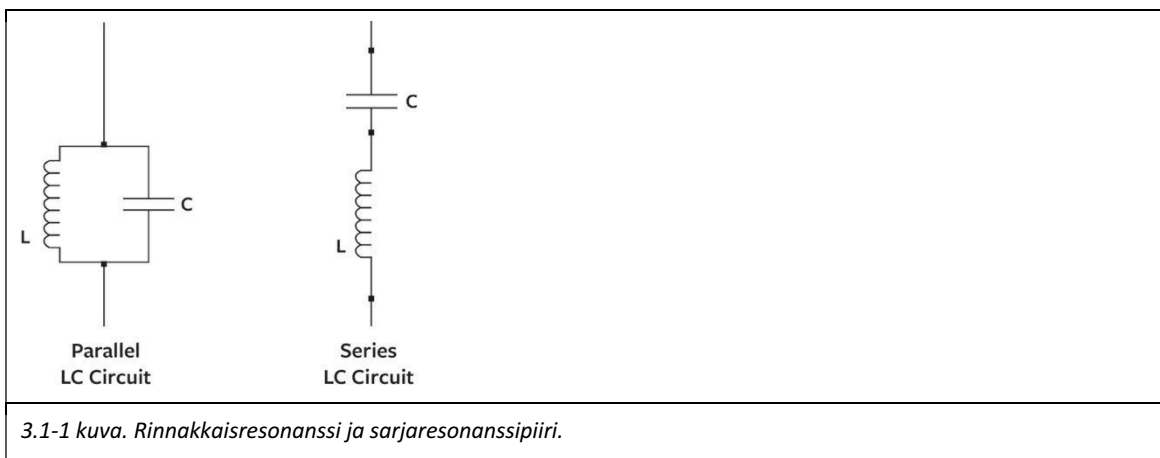 C
C
L
L
Parallel
LC Circuit
Series
LC Circuit
3.1-1 kuva. Rinnakkaisresonanssi ja sarjaresonanssipiiri.